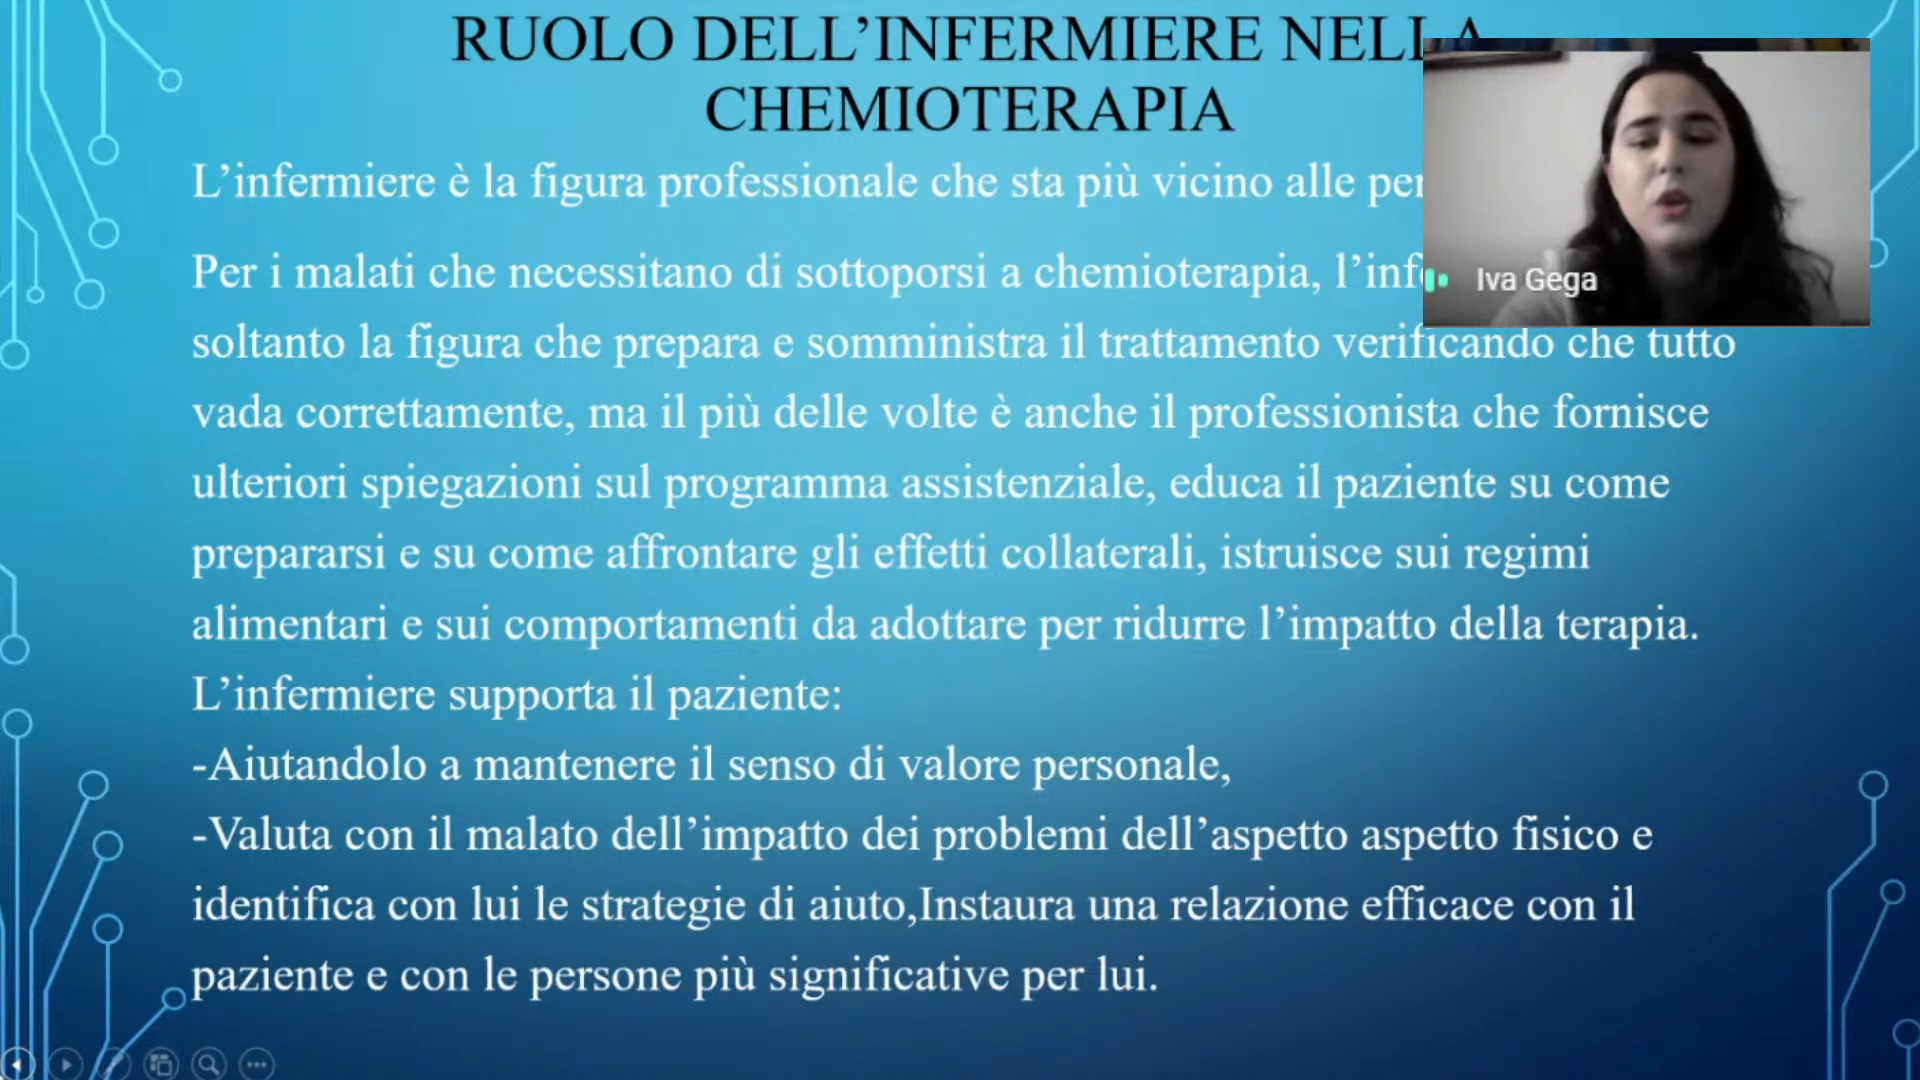 RUOLO DELL’INFERMIERE NELLA
CHEMIOTERAPIA
L’infermiere è la figura professionale che sta più vicino alle
Per i malati che necessitano di sottoporsi a chemioterapia,
soltanto la figura che prepara e somministra il trattamento verificando che tutto
vada correttamente, ma il più delle volte è anche il professionista che fornisce
ulteriori spiegazioni sul programma assistenziale, educa il paziente su come
prepararsi e su come affrontare gli effetti collaterali, istruisce sui regimi
alimentari e sui comportamenti da adottare per ridurre l’impatto della terapia.
L’infermiere supporta il paziente:
-Aiutandolo a mantenere il senso di valore personale,
-Valuta con il malato dell’impatto dei problemi dell’aspetto aspetto fisico e
identifica con lui le strategie di aiuto,Instaura una relazione efficace con il
paziente e con le persone più significative per lui.
Iva Gega